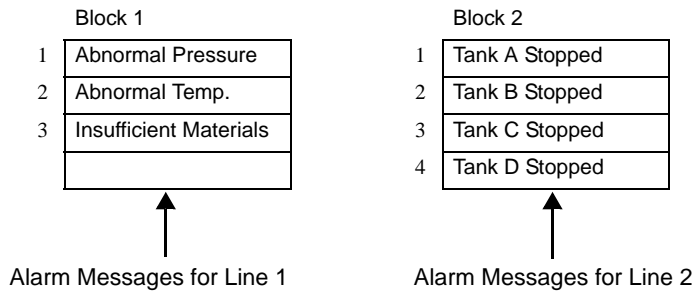 Block 1
1 Abnormal Pressure
2 Abnormal Temp.
3 Insufficient Materials
Alarm Messages for Line 1
Block 2
1 Tank A Stopped
2 Tank B Stopped
3 Tank C Stopped
4 Tank D Stopped
Alarm Messages for Line 2